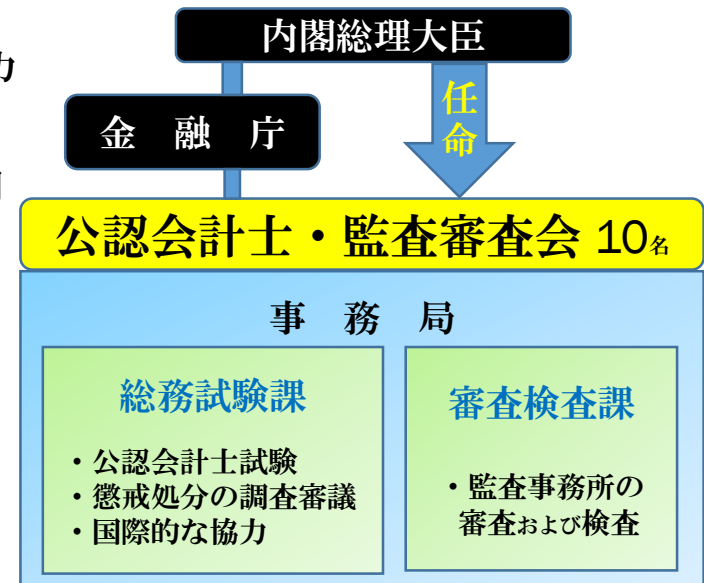 内閣総理大臣
力
金 融 庁
任命
公認会計士・監査審査会 10名
事 務 局
総務試験課
・公認会計士試験
・懲戒処分の調査審議
・国際的な協力
審査検査課
・監査事務所の
審査および検査